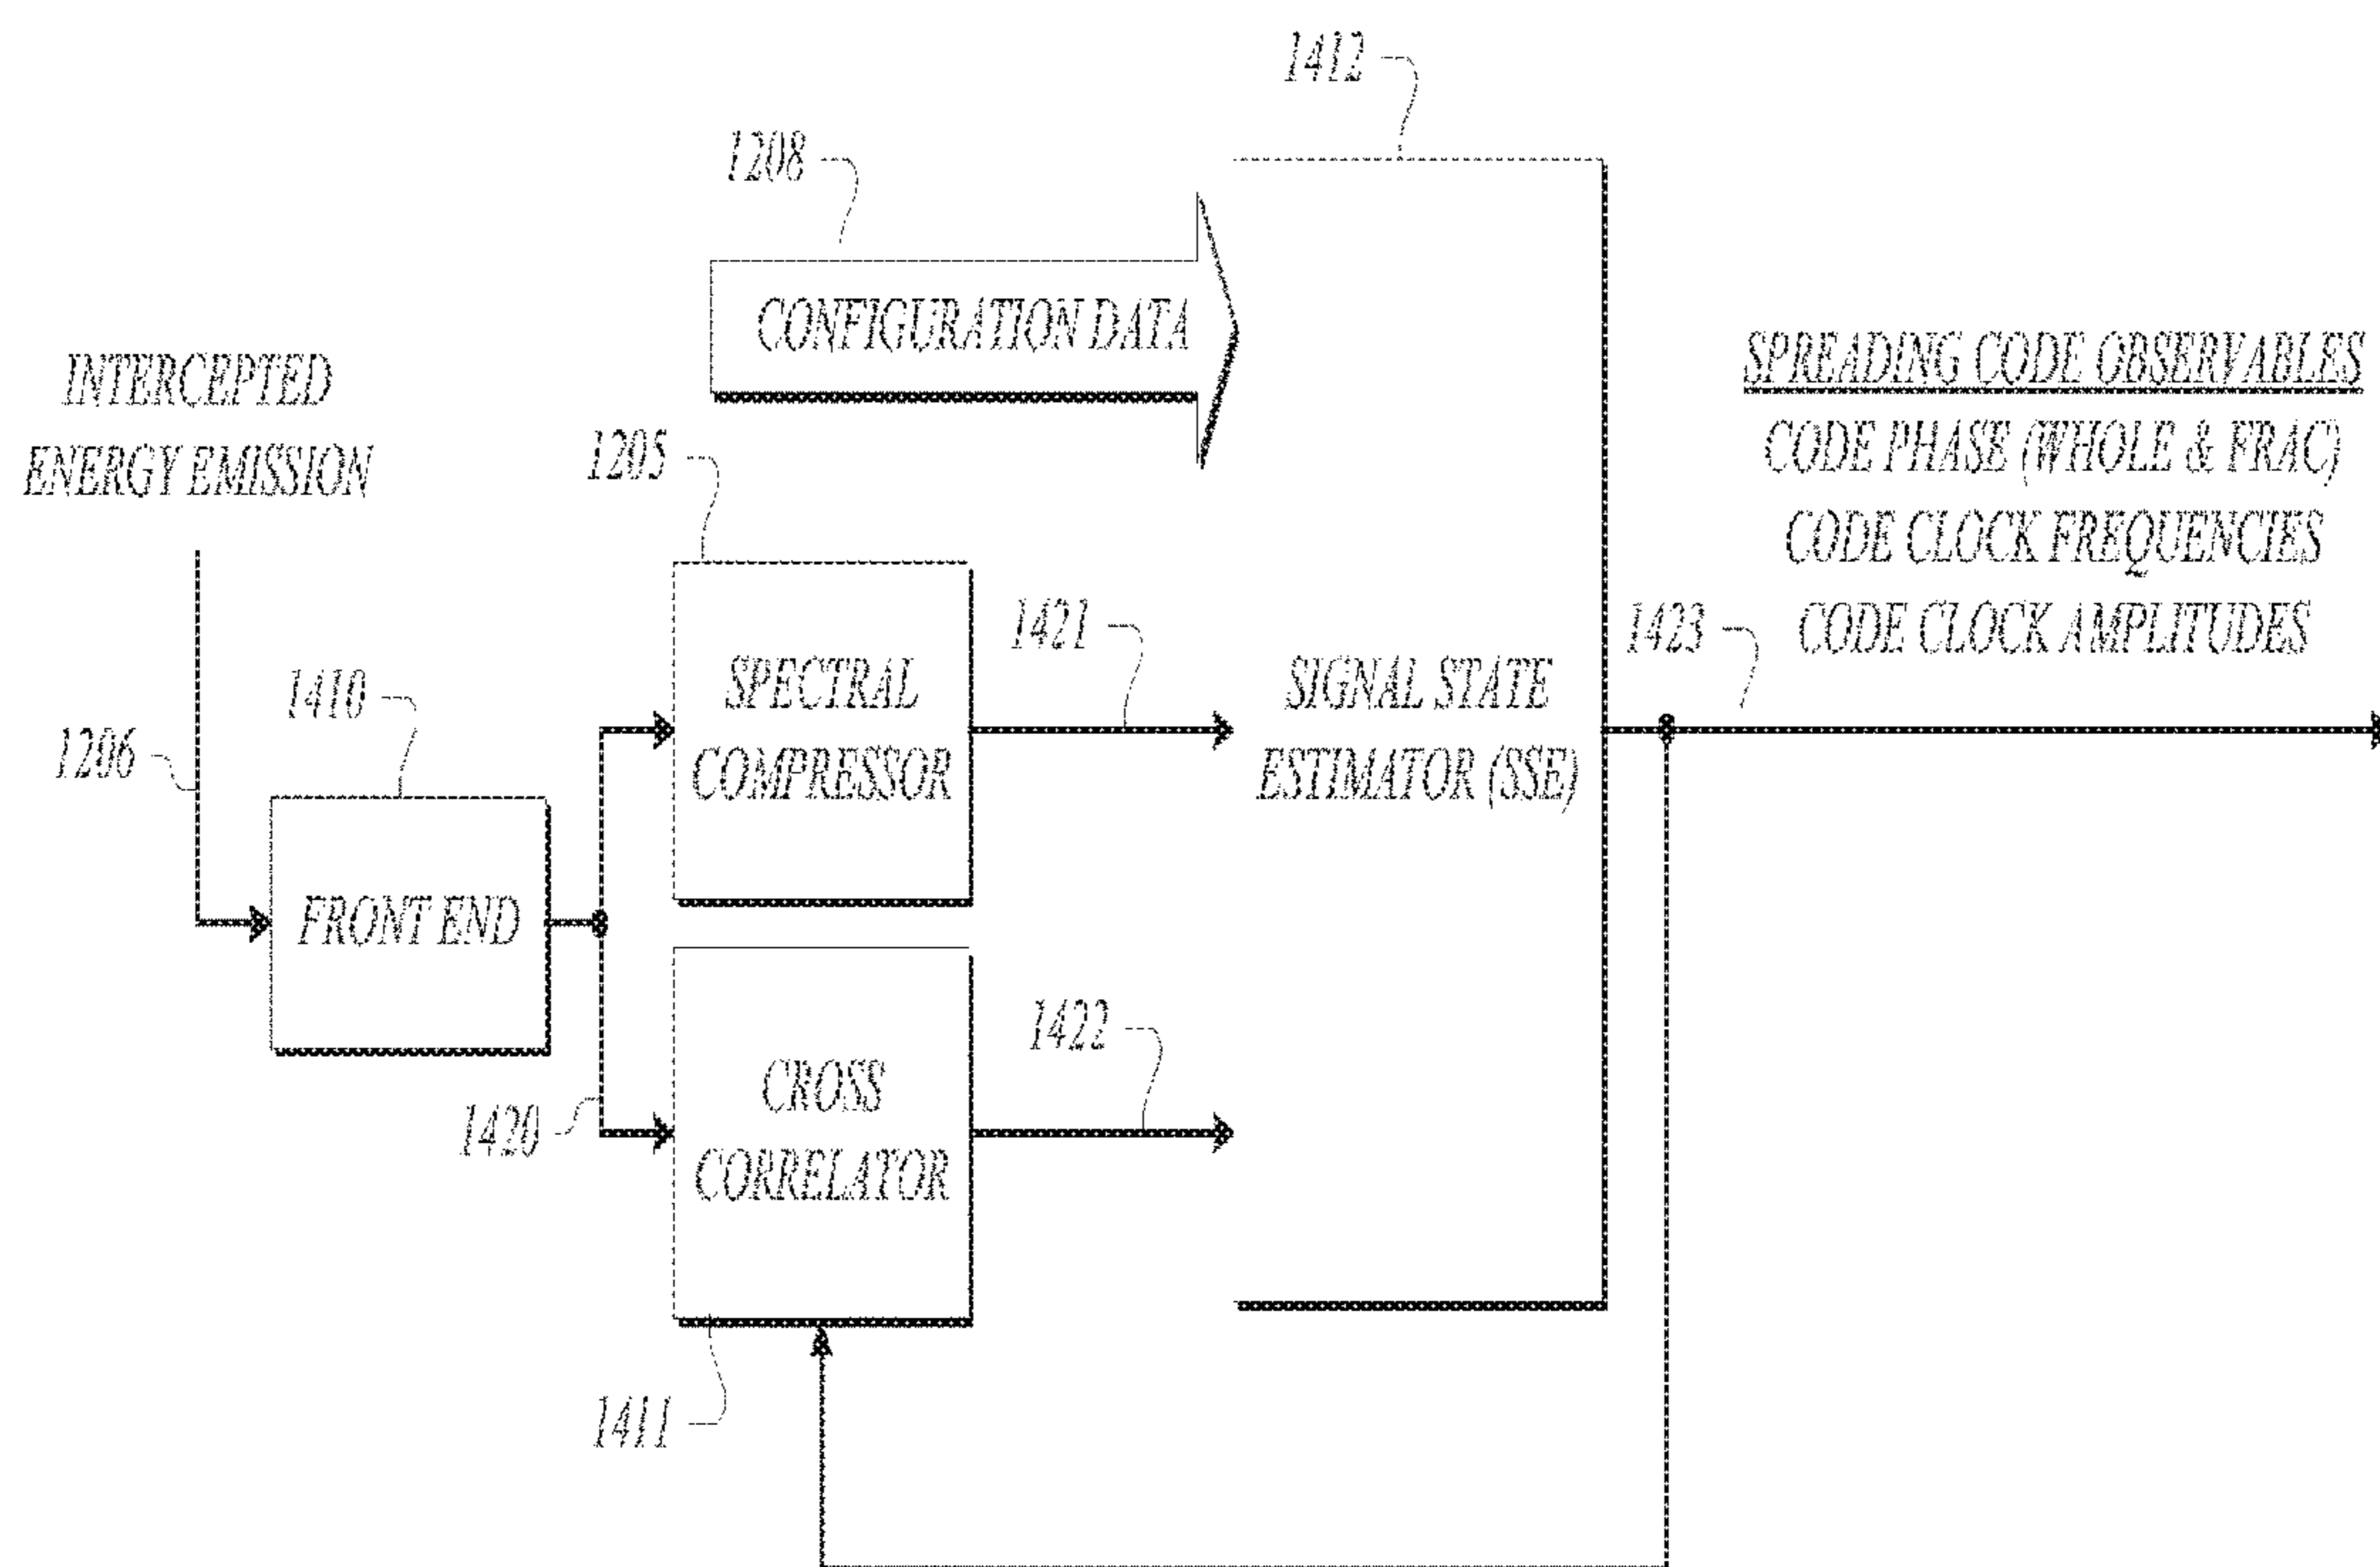 1412
1208
CONFIGURATION DATA
INTERCEPTED
ENERGY EMISSION
SPREADING CODE OBSERVABLES
CODE PHASE (WHOLE & FRAC)
CODE CLOCK FREQUENCIES
CODE CLOCK AMPLITUDES
1205
1421
1423
1410
SPECTRAL
COMPRESSOR
SIGNAL STATE
ESTIMATOR (SSE)
1206
FRONT END
1420
CROSS
CORRELATOR
1422
1411